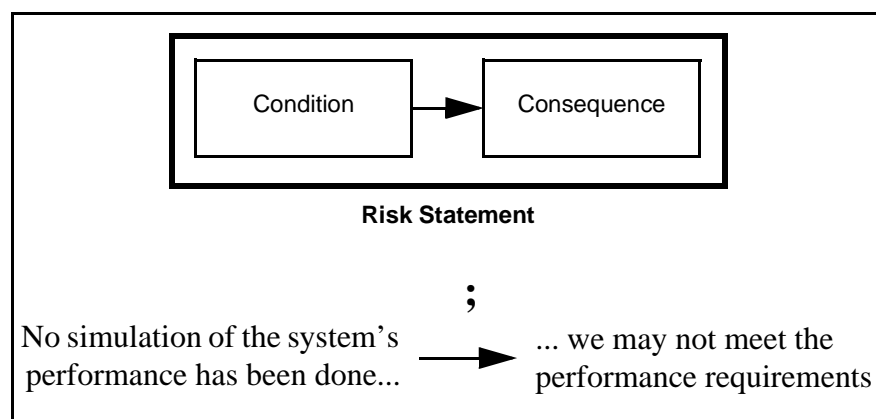 Condition
Consequence
Risk Statement
;
No simulation of the system’s
performance has been done...
... we may not meet the
performance requirements